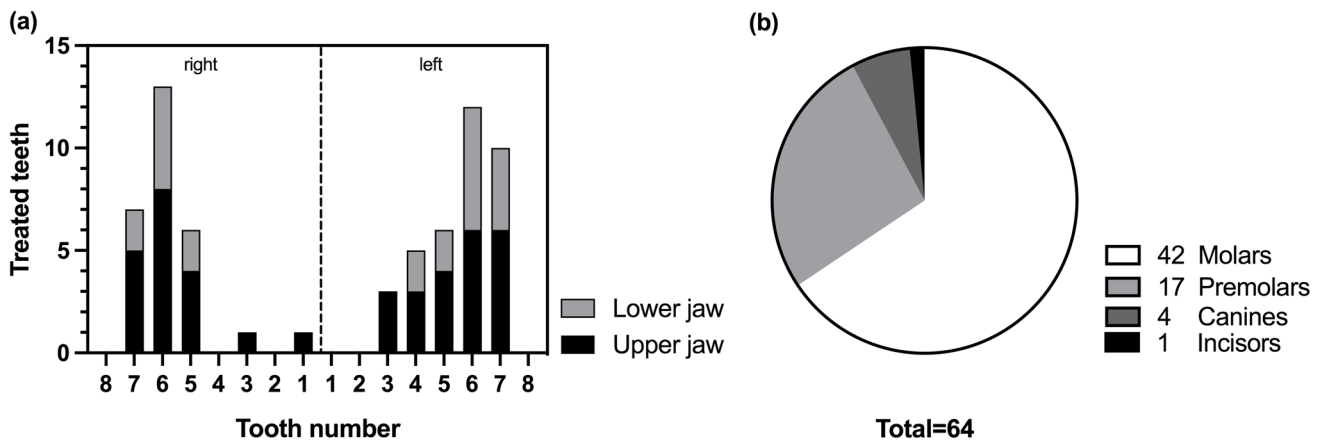 (a)
15
10
5
0
Treated teeth
right
left
8 7 6 5 4 3 2 1 1 2 3 4 5 6 7 8
Tooth number
Lower jaw
Upper jaw
(b)
42 Molars
17 Premolars
4 Canines
1 Incisors
Total=64